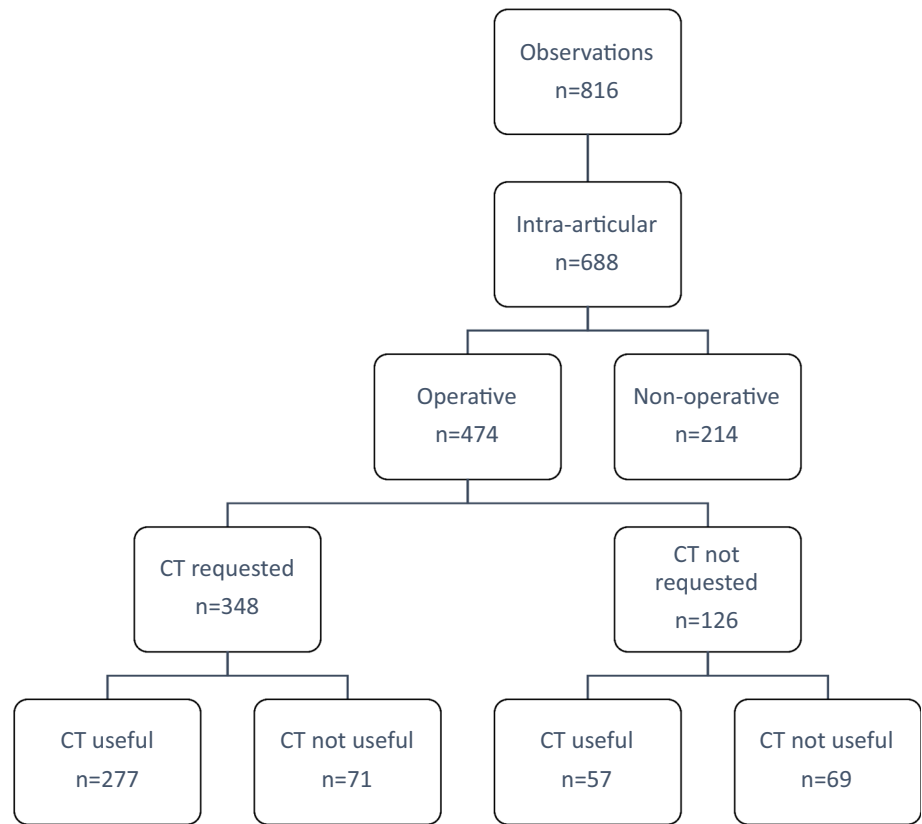 Observations
n=816
Intra-articular
n=688
Operative
n=474
Non-operative
n=214
CT requested
n=348
CT not
requested
n=126
CT useful
n=277
CT not useful
n=71
CT useful
n=57
CT not useful
n=69